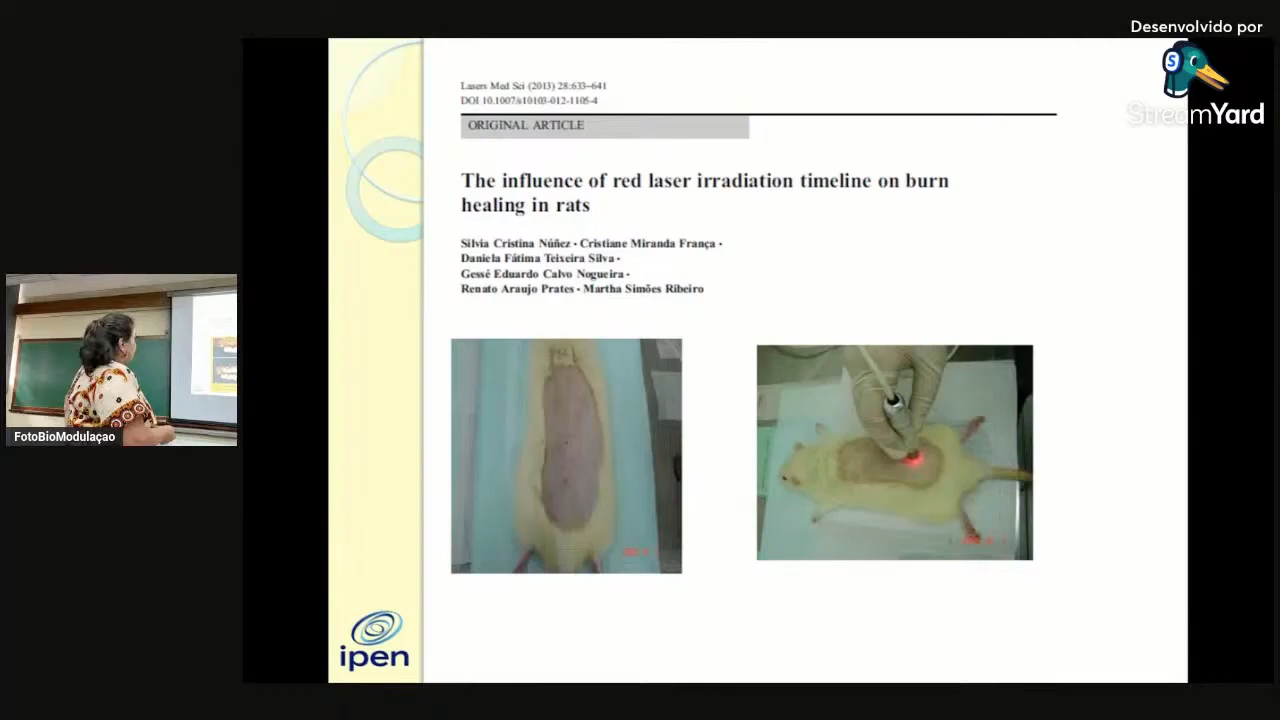 Desenvolvido por
StreamYard
Lasers Med Sci (2013) 28:633–641
DOI 10.1007/s10103-012-1105-4
ORIGINAL ARTICLE
The influence of red laser irradiation timeline on burn
healing in rats
Silvia Cristina Núñez · Cristiane Miranda França ·
Daniela Fátima Teixeira Silva ·
Gessé Eduardo Calvo Nogueira ·
Renato Araujo Prates · Martha Simões Ribeiro
FotoBioModulaçao
ipen